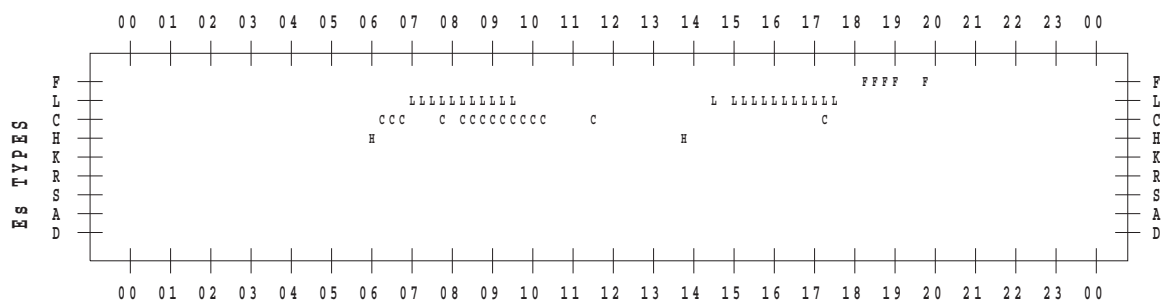 00 01 02 03 04 05 06 07 08 09 10 11 12 13 14 15 16 17 18 19 20 21 22 23 00
F FFFF F F
L LLLLLLLLLLL L LLLLLLLLLLL L
C CCC C CCCCCCCCC C C C
H H H H
K K
R R
S S
A A
D D
Es TYPES
00 01 02 03 04 05 06 07 08 09 10 11 12 13 14 15 16 17 18 19 20 21 22 23 00